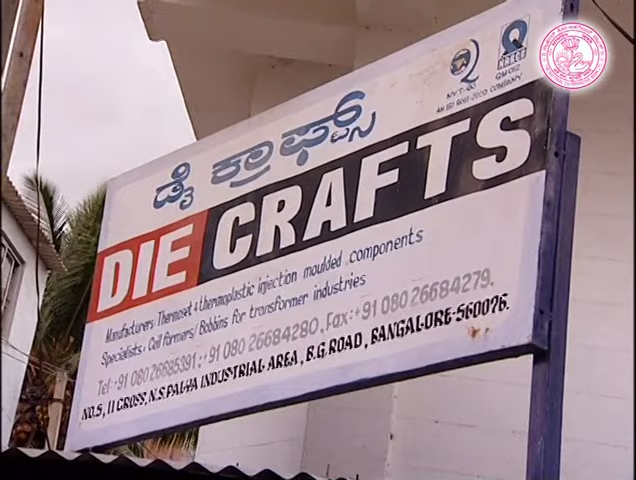 ಡೈ ಕ್ರಾಫ್ಟ್ಸ್
DIE CRAFTS
Manufacturers: Thermoset & thermoplastic injection moulded components
Specialists: Coil formers/Bobbins for transformer industries
Tel: +91 080 26685391, +91 080 26684280, Fax: +91 080 26684279.
NO.5, II CROSS, N.S.PALYA INDUSTRIAL AREA, B.G.ROAD, BANGALORE-560076.